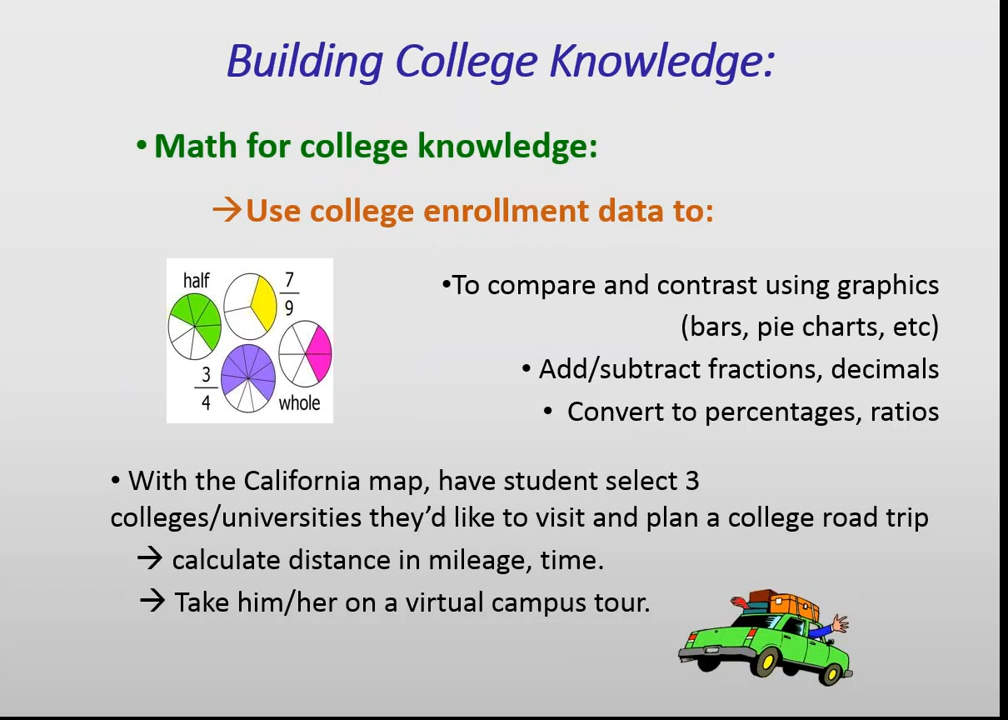 Building College Knowledge:
• Math for college knowledge:
→Use college enrollment data to:
half
7
9
3
4
whole
•To compare and contrast using graphics
(bars, pie charts, etc)
• Add/subtract fractions, decimals
• Convert to percentages, ratios
• With the California map, have student select 3
colleges/universities they’d like to visit and plan a college road trip
→ calculate distance in mileage, time.
→ Take him/her on a virtual campus tour.